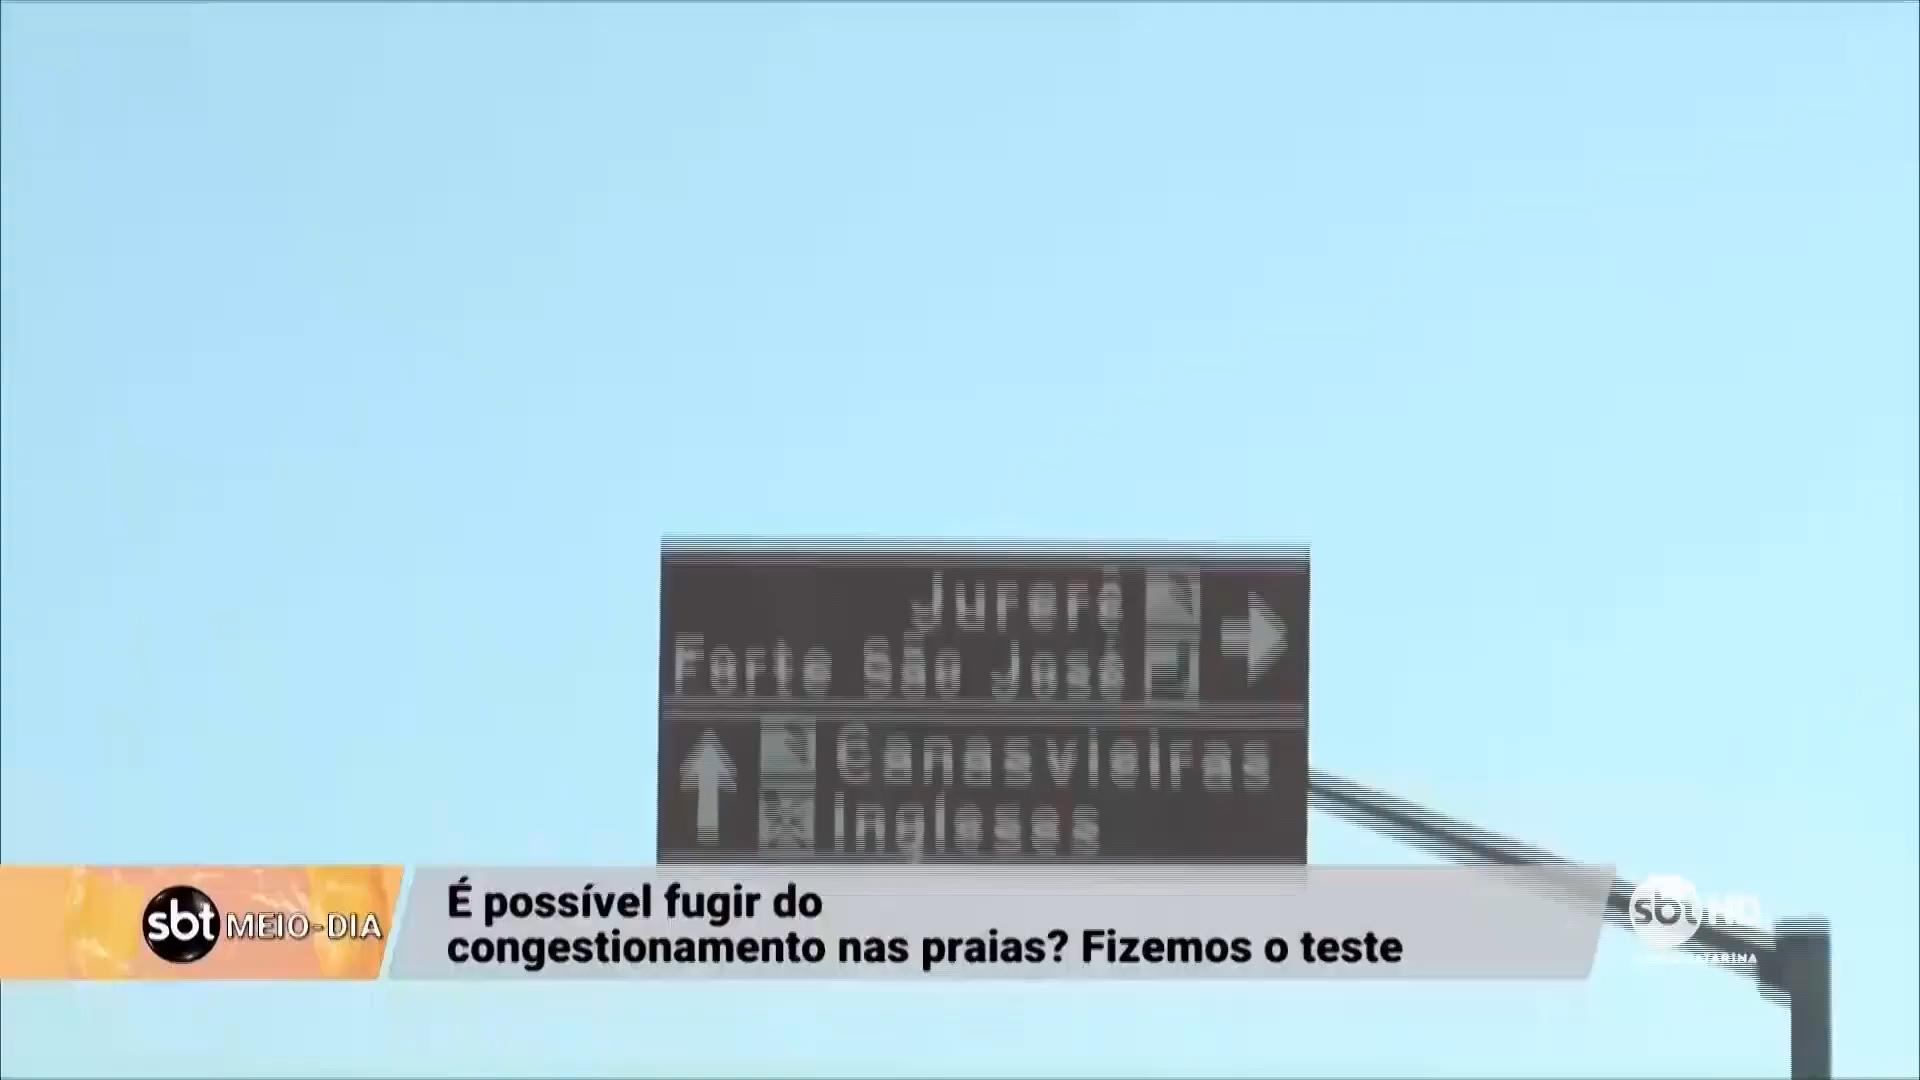 Jurerê
Forte São José
Canasvieiras
Ingleses
sbt MEIO-DIA
É possível fugir do
congestionamento nas praias? Fizemos o teste
sbt HD